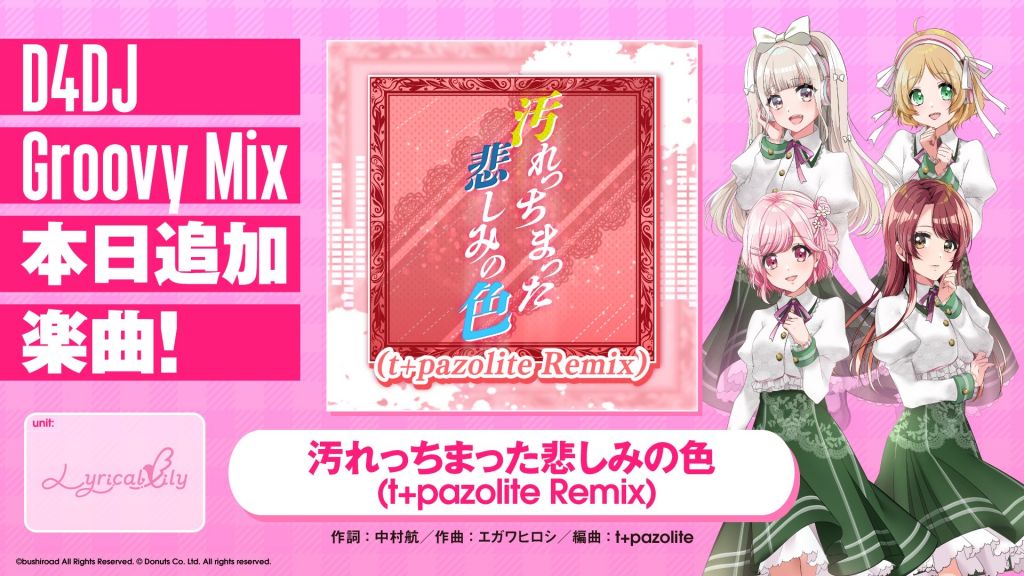 D4DJ
Groovy Mix
本日追加
楽曲!
汚れっちまった
悲しみの色
(t+pazolite Remix)
unit:
Lyrical Lily
汚れっちまった悲しみの色
(t+pazolite Remix)
作詞：中村航／作曲：エガワヒロシ／編曲：t+pazolite
©bushiroad All Rights Reserved. © Donuts Co. Ltd. All rights reserved.